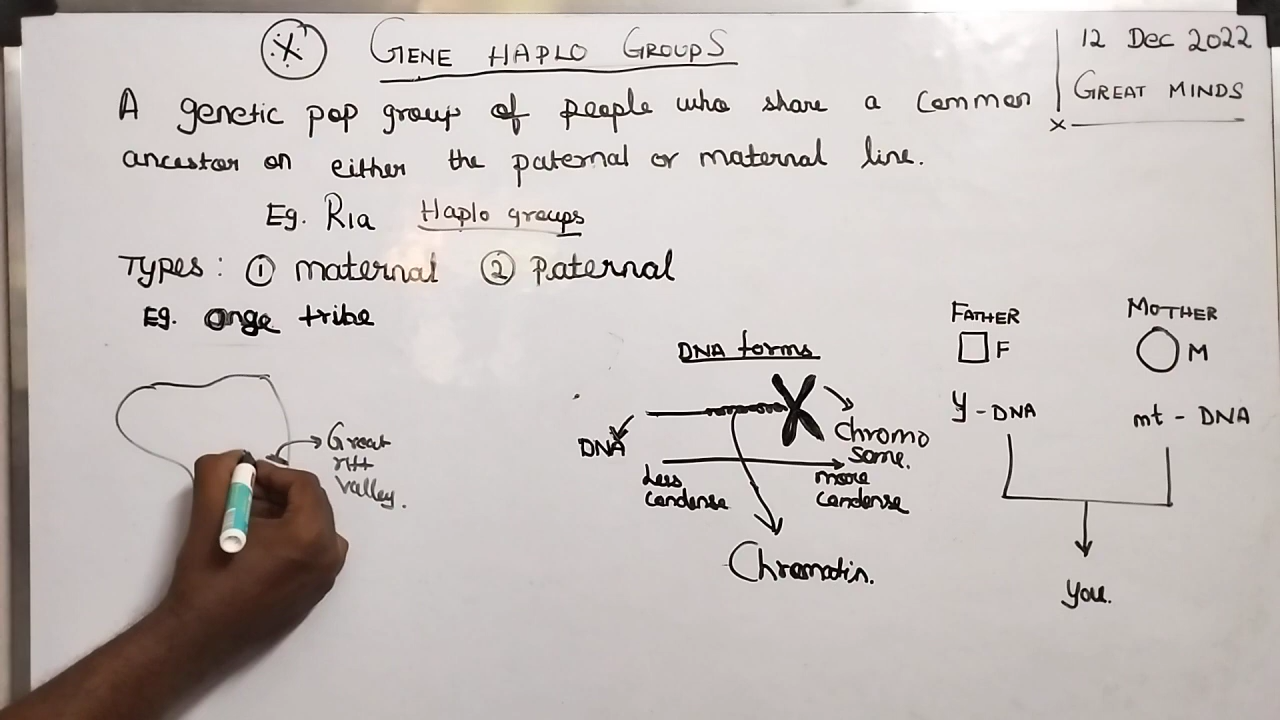 X GENE HAPLO GROUPS
12 Dec 2022
GREAT MINDS
A genetic pop group of people who share a common
ancestor on either the paternal or maternal line.
Eg. R1a Haplo groups
TYPES: ① maternal ② Paternal
Eg. onge tribe
Great
rift
valley.
DNA forms
DNA
Chromo
some.
Less
condense
more
condense
Chromatin.
FATHER
F
MOTHER
M
y - DNA
mt - DNA
you.